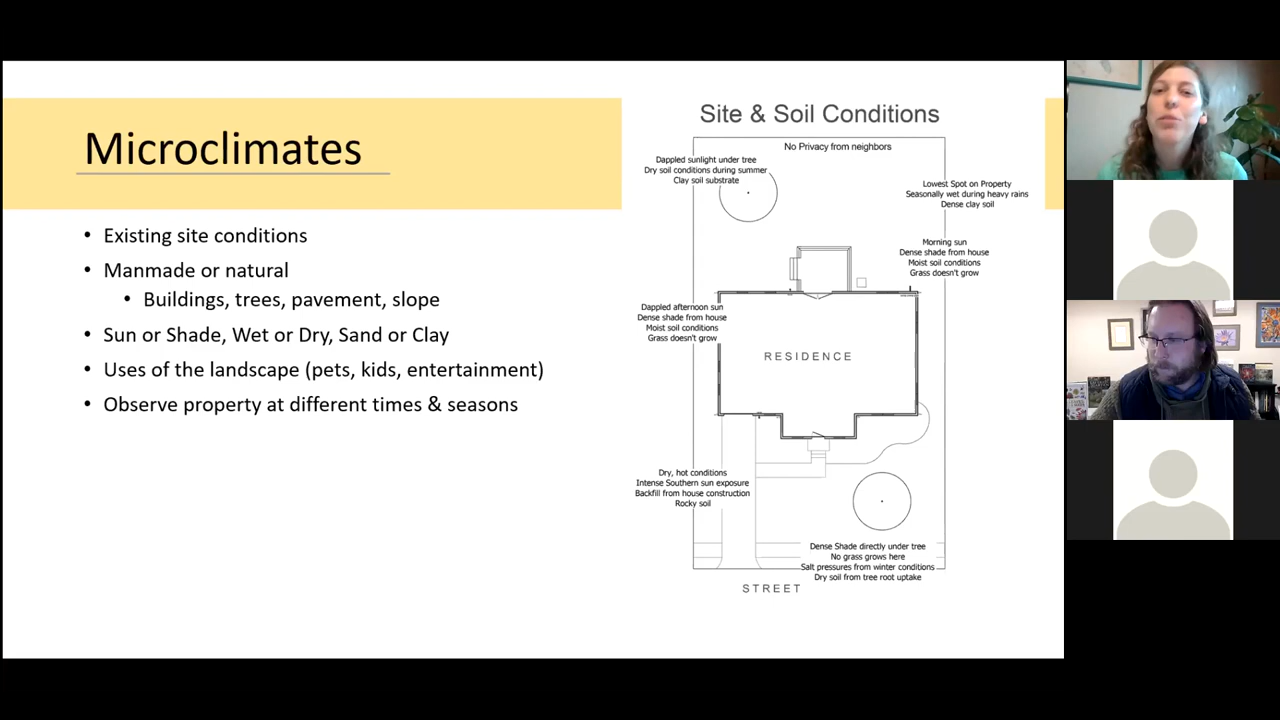 Microclimates
• Existing site conditions
• Manmade or natural
• Buildings, trees, pavement, slope
• Sun or Shade, Wet or Dry, Sand or Clay
• Uses of the landscape (pets, kids, entertainment)
• Observe property at different times & seasons
Site & Soil Conditions
No Privacy from neighbors
Dappled sunlight under tree
Dry soil conditions during summer
Clay soil substrate
Lowest Spot on Property
Seasonally wet during heavy rains
Dense clay soil
Morning sun
Dense shade from house
Moist soil conditions
Grass doesn't grow
Dappled afternoon sun
Dense shade from house
Moist soil conditions
Grass doesn't grow
RESIDENCE
Dry, hot conditions
Intense Southern sun exposure
Backfill from house construction
Rocky soil
Dense Shade directly under tree
No grass grows here
Salt pressures from winter conditions
Dry soil from tree root uptake
STREET